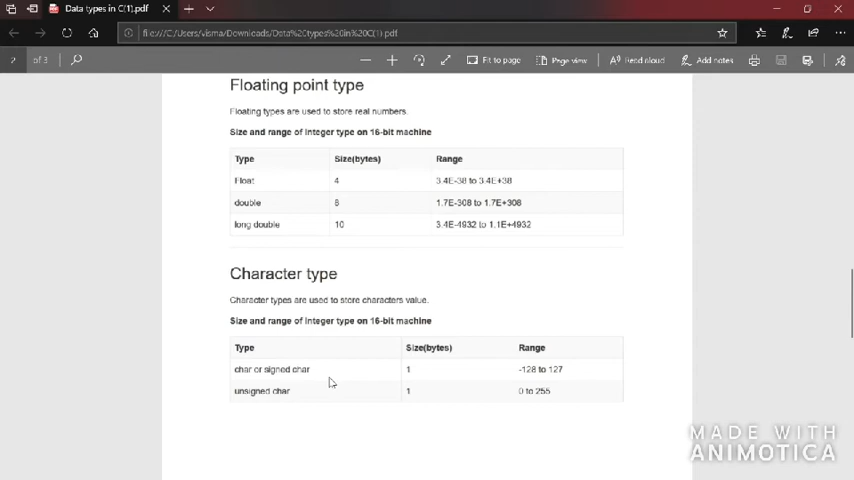 Data types in C(1).pdf
file:///C:/Users/visma/Downloads/Data%20types%20in%20C(1).pdf
2 of 3 Fit to page Page view Read aloud Add notes
Floating point type
Floating types are used to store real numbers.
Size and range of Integer type on 16-bit machine
Type Size(bytes) Range
Float 4 3.4E-38 to 3.4E+38
double 8 1.7E-308 to 1.7E+308
long double 10 3.4E-4932 to 1.1E+4932
Character type
Character types are used to store characters value.
Size and range of Integer type on 16-bit machine
Type Size(bytes) Range
char or signed char 1 -128 to 127
unsigned char 1 0 to 255
MADE WITH
ANIMOTICA